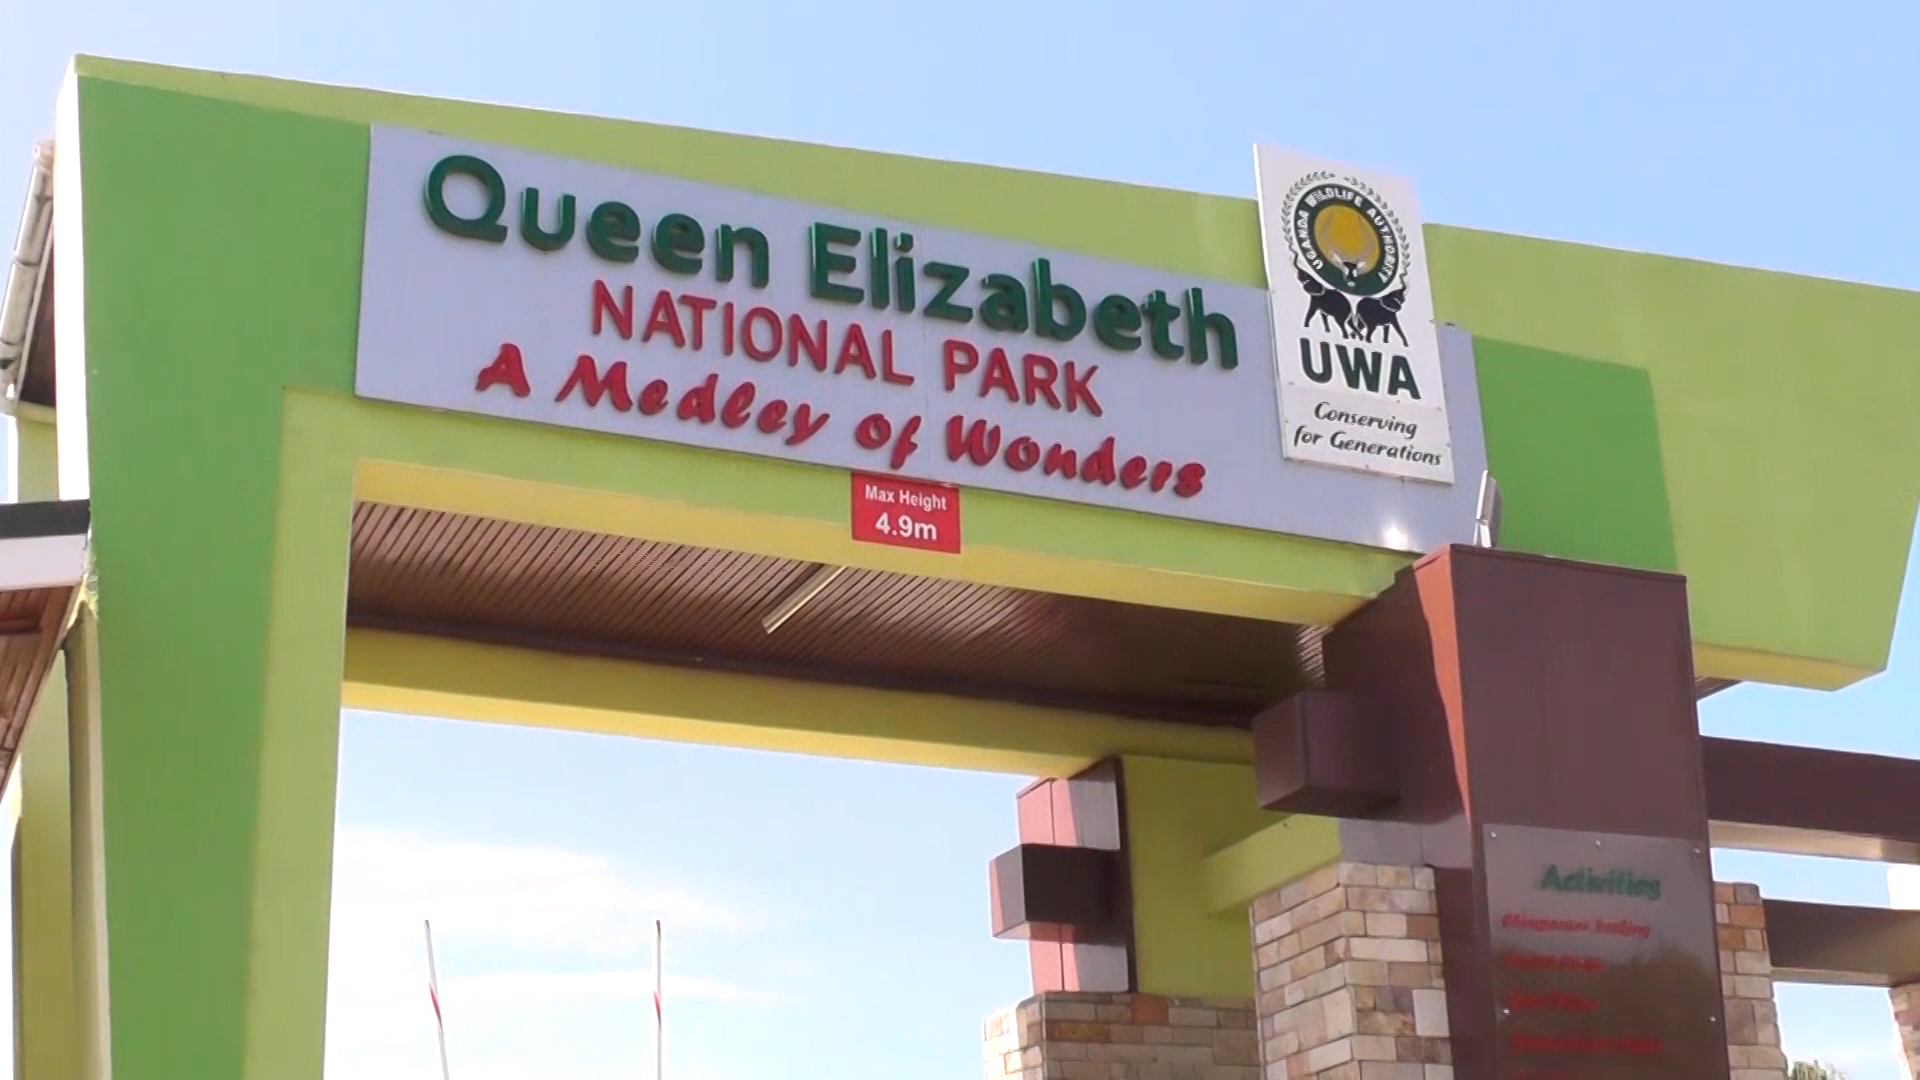 Queen Elizabeth
NATIONAL PARK
A Medley of Wonders
Max Height
4.9m
UGANDA WILDLIFE AUTHORITY
UWA
Conserving
for Generations
Activities